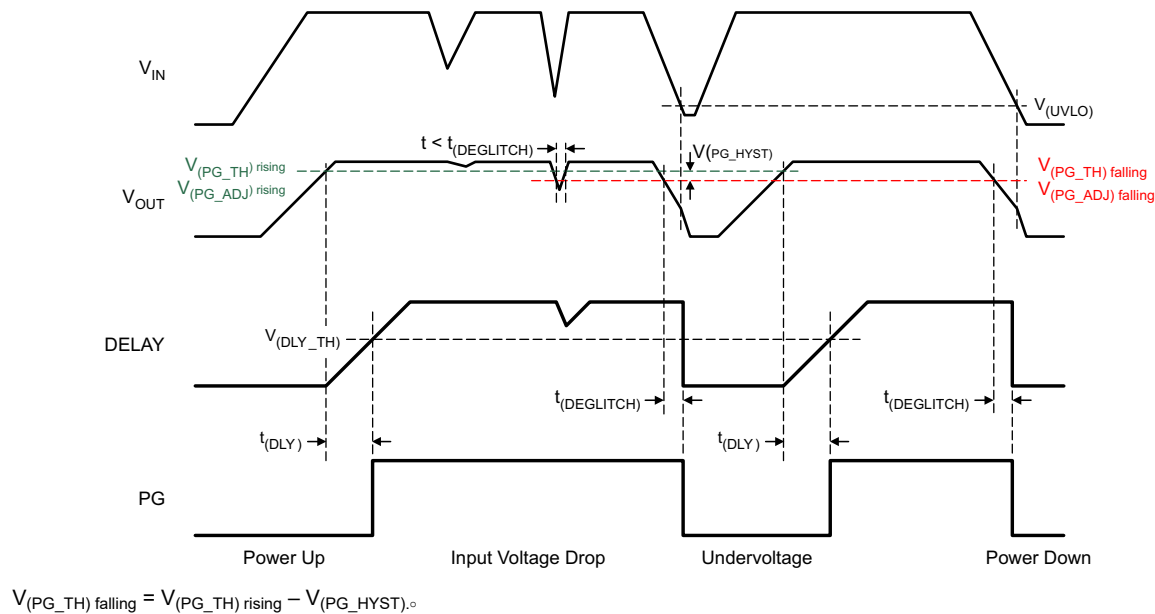 V(UVLO)
VIN
t < t(DEGLITCH)
V(PG_HYST)
V(PG_TH) rising
V(PG_ADJ) rising
V(PG_TH) falling
V(PG_ADJ) falling
VOUT
V(DLY_TH)
DELAY
t(DEGLITCH)
t(DEGLITCH)
t(DLY)
t(DLY)
PG
Power Up
Input Voltage Drop
Undervoltage
Power Down
V(PG_TH) falling = V(PG_TH) rising – V(PG_HYST).。